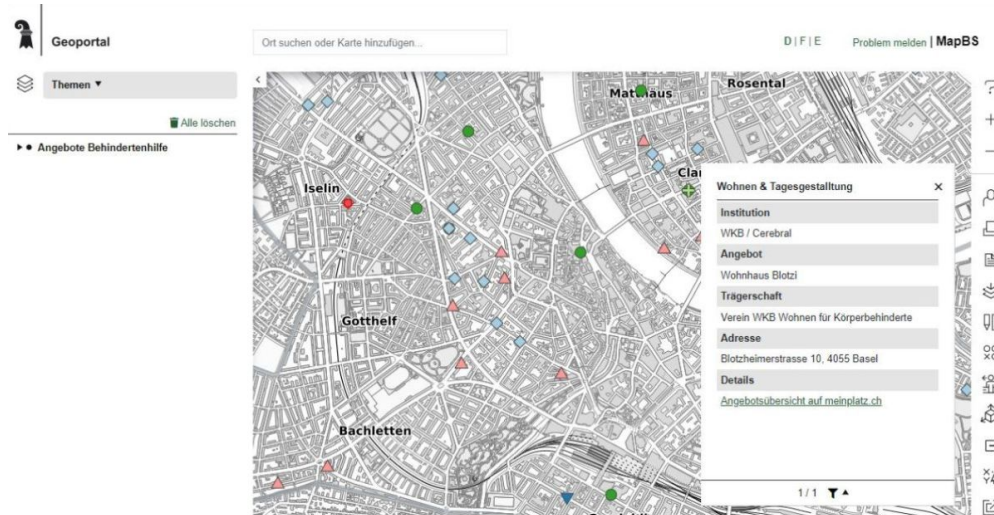 Geoportal
Ort suchen oder Karte hinzufügen...
D | F | E
Problem melden | MapBS
Themen ▼
Alle löschen
Angebote Behindertenhilfe
Matthäus
Rosental
Iselin
Cla
Gotthelf
Bachletten
Wohnen & Tagesgestalltung
Institution
WKB / Cerebral
Angebot
Wohnhaus Blotzi
Trägerschaft
Verein WKB Wohnen für Körperbehinderte
Adresse
Blotzheimerstrasse 10, 4055 Basel
Details
Angebotsübersicht auf meinplatz.ch
1 / 1